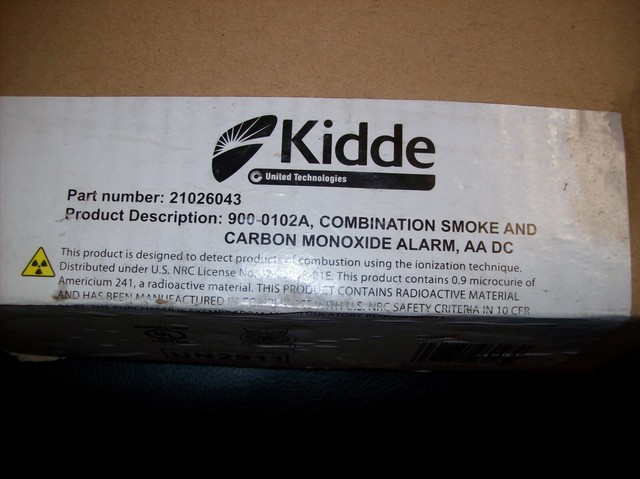 Kidde
United Technologies
Part number: 21026043
Product Description: 900-0102A, COMBINATION SMOKE AND
CARBON MONOXIDE ALARM, AA DC
This product is designed to detect products of combustion using the ionization technique.
Distributed under U.S. NRC License No. This product contains 0.9 microcurie of
Americium 241, a radioactive material. THIS PRODUCT CONTAINS RADIOACTIVE MATERIAL
AND HAS BEEN MANUFACTURED IN COMPLIANCE WITH U.S. NRC SAFETY CRITERIA IN 10 CFR
UN2911